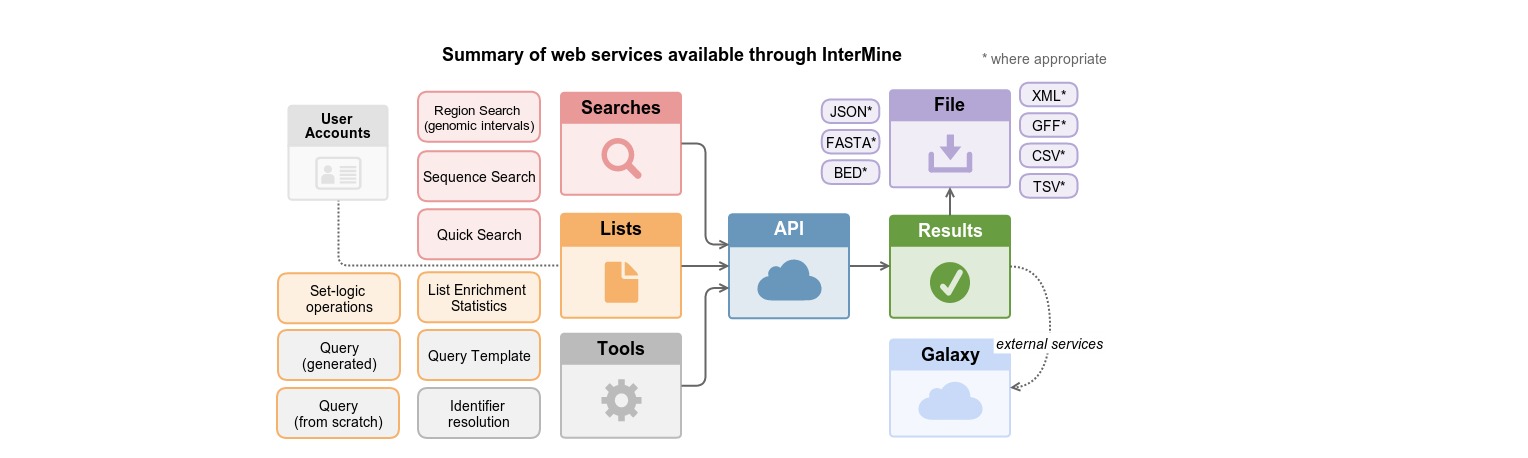 Summary of web services available through InterMine
* where appropriate
User
Accounts
Region Search
(genomic intervals)
Sequence Search
Quick Search
Set-logic
operations
List Enrichment
Statistics
Query
(generated)
Query Template
Query
(from scratch)
Identifier
resolution
Searches
Lists
Tools
API
JSON*
FASTA*
BED*
File
XML*
GFF*
CSV*
TSV*
Results
external services
Galaxy